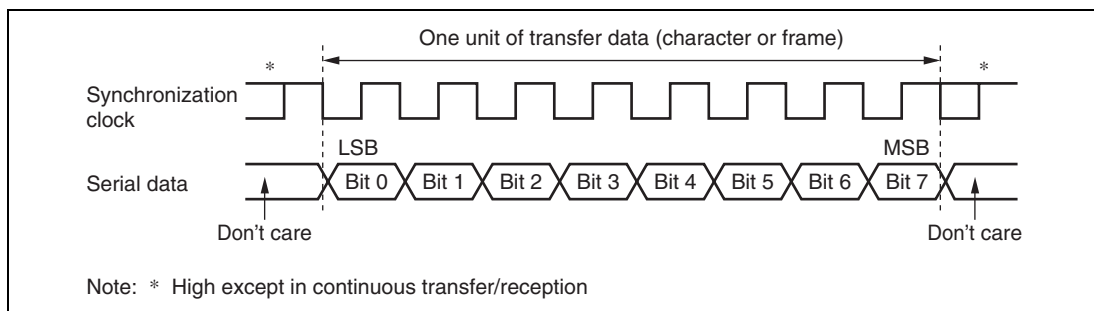 One unit of transfer data (character or frame)
* *
Synchronization
clock
LSB MSB
Serial data Bit 0 Bit 1 Bit 2 Bit 3 Bit 4 Bit 5 Bit 6 Bit 7
Don't care Don't care
Note: * High except in continuous transfer/reception